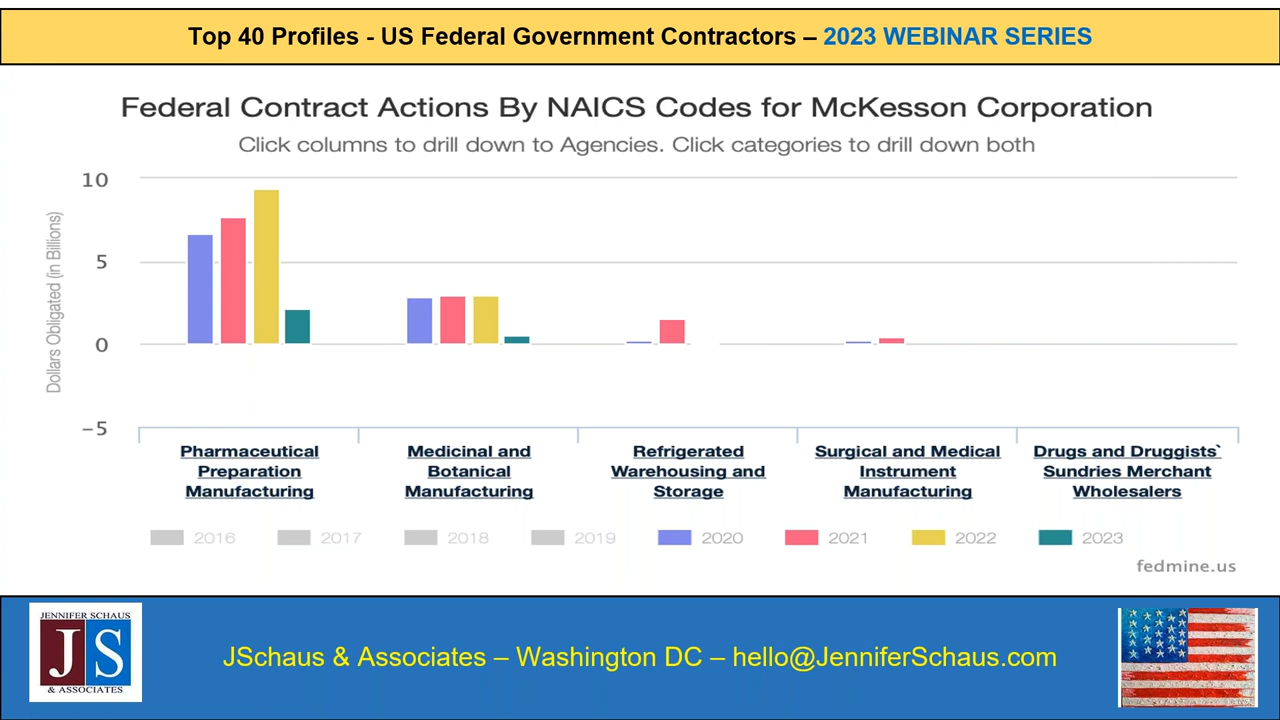 Top 40 Profiles - US Federal Government Contractors – 2023 WEBINAR SERIES
Federal Contract Actions By NAICS Codes for McKesson Corporation
Click columns to drill down to Agencies. Click categories to drill down both
Dollars Obligated (in Billions)
10
5
0
−5
Pharmaceutical
Preparation
Manufacturing
Medicinal and
Botanical
Manufacturing
Refrigerated
Warehousing and
Storage
Surgical and Medical
Instrument
Manufacturing
Drugs and Druggists`
Sundries Merchant
Wholesalers
2016 2017 2018 2019 2020 2021 2022 2023
fedmine.us
JENNIFER SCHAUS
JS
& ASSOCIATES
JSchaus & Associates – Washington DC – hello@JenniferSchaus.com